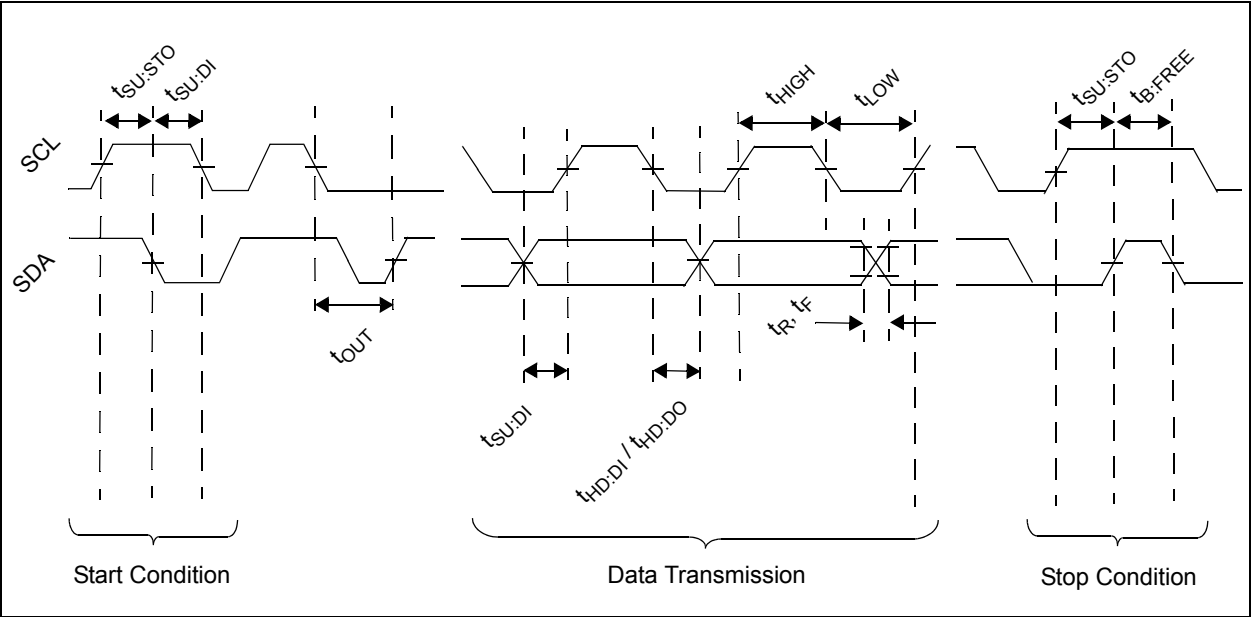 tSU:STO
tSU:DI
tHIGH
tLOW
tSU:STO
tB:FREE
SCL
SDA
tOUT
tR, tF
tSU:DI
tHD:DI / tHD:DO
Start Condition
Data Transmission
Stop Condition